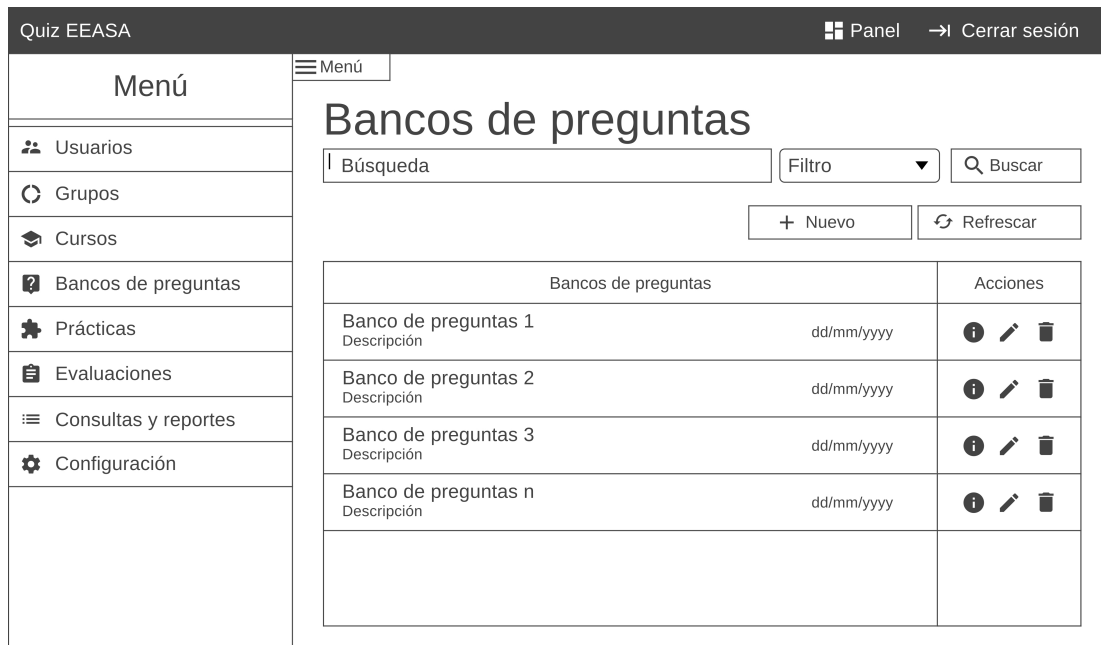 Quiz EEASA
Panel
Cerrar sesión
Menú
Usuarios
Grupos
Cursos
Bancos de preguntas
Prácticas
Evaluaciones
Consultas y reportes
Configuración
Menú
Bancos de preguntas
Búsqueda
Filtro
Buscar
Nuevo
Refrescar
Bancos de preguntas
Acciones
Banco de preguntas 1
Descripción
dd/mm/yyyy
Banco de preguntas 2
Descripción
dd/mm/yyyy
Banco de preguntas 3
Descripción
dd/mm/yyyy
Banco de preguntas n
Descripción
dd/mm/yyyy